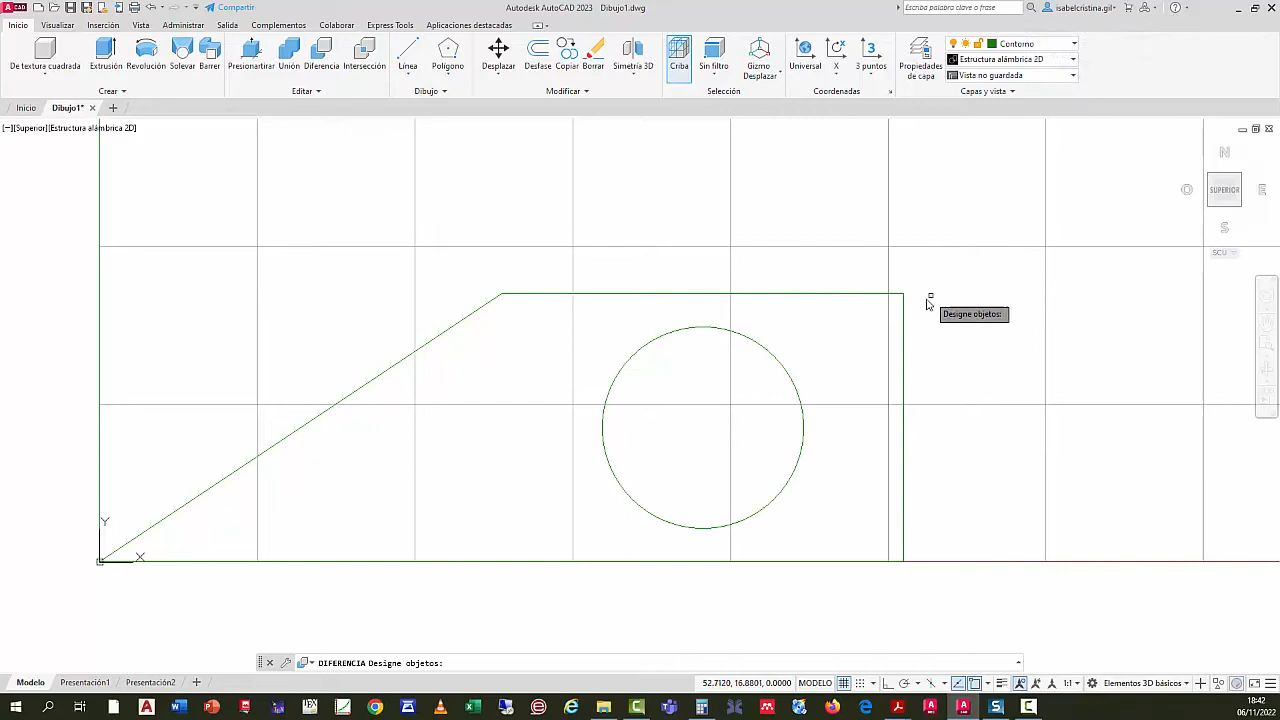 CAD
Compartir
Autodesk AutoCAD 2023 Dibujo1.dwg
Escriba palabra clave o frase
isabelcristina.gil
Inicio Visualizar Inserción Vista Administrar Salida Complementos Colaborar Express Tools Aplicaciones destacadas
Contorno
Estructura alámbrica 2D
Vista no guardada
De textura cuadrada Extrusión Revolución Solevar Barrer Presionartirar Unión Diferencia Intersección Línea Polígono Desplazar Desfase Copiar Borrar Simetría 3D Criba Sin filtro Gizmo Desplazar Universal X 3 puntos Propiedades de capa
Crear Editar Dibujo Modificar Selección Coordenadas Capas y vista
Inicio Dibujo1*
[−][Superior][Estructura alámbrica 2D]
N
O SUPERIOR E
S
SCU
Designe objetos:
Y
X
DIFERENCIA Designe objetos:
Modelo Presentación1 Presentación2
52.7120, 16.8801, 0.0000 MODELO 1:1 Elementos 3D básicos
18:42
06/11/2022